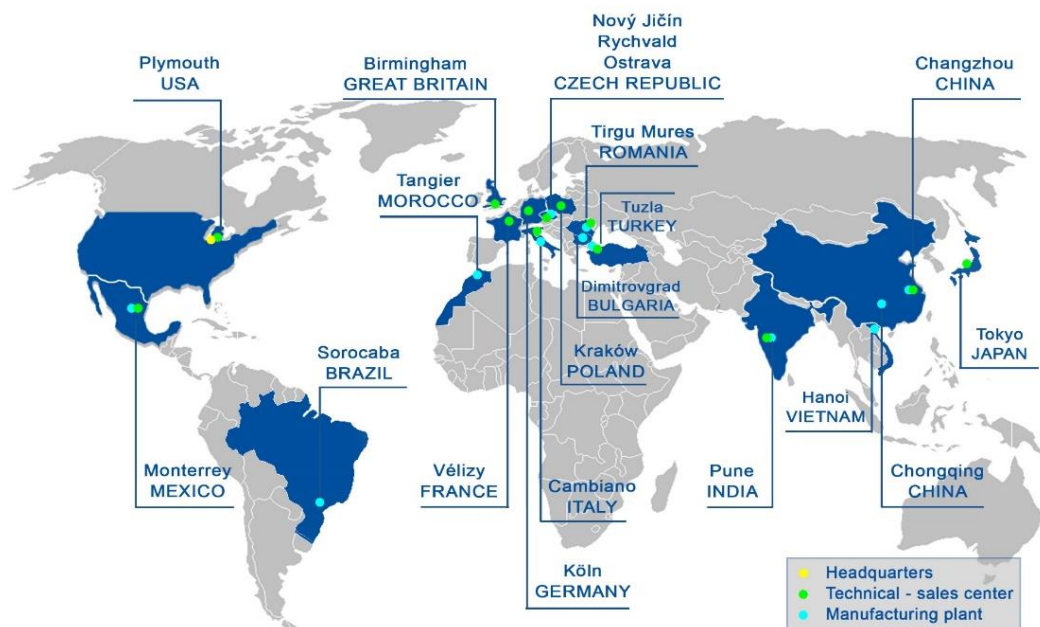 Plymouth
USA
Birmingham
GREAT BRITAIN
Nový Jičín
Rychvald
Ostrava
CZECH REPUBLIC
Changzhou
CHINA
Tirgu Mures
ROMANIA
Tangier
MOROCCO
Tuzla
TURKEY
Dimitrovgrad
BULGARIA
Tokyo
JAPAN
Sorocaba
BRAZIL
Kraków
POLAND
Hanoi
VIETNAM
Monterrey
MEXICO
Vélizy
FRANCE
Cambiano
ITALY
Pune
INDIA
Chongqing
CHINA
Köln
GERMANY
Headquarters
Technical - sales center
Manufacturing plant